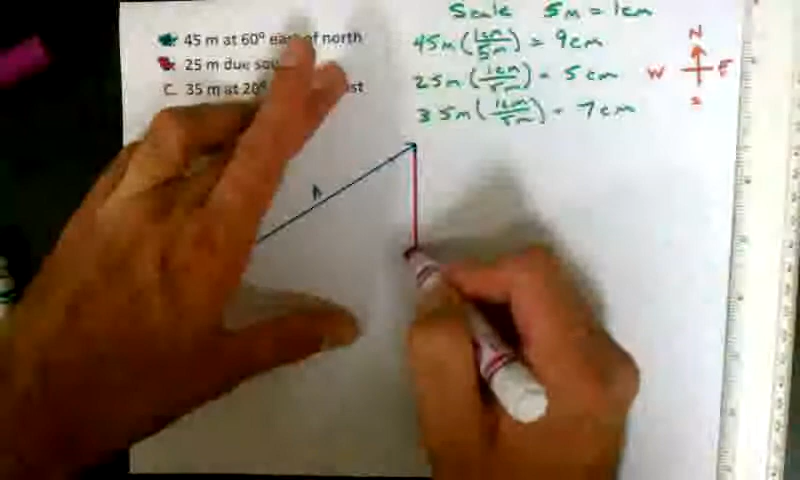 Scale 5m = 1cm
45 m at 60° east of north
45m (1cm/5m) = 9cm
25 m due
25m (1cm/5m) = 5cm
C. 35 m at 20°
35m (1cm/5m) = 7cm
N
W E
S
A